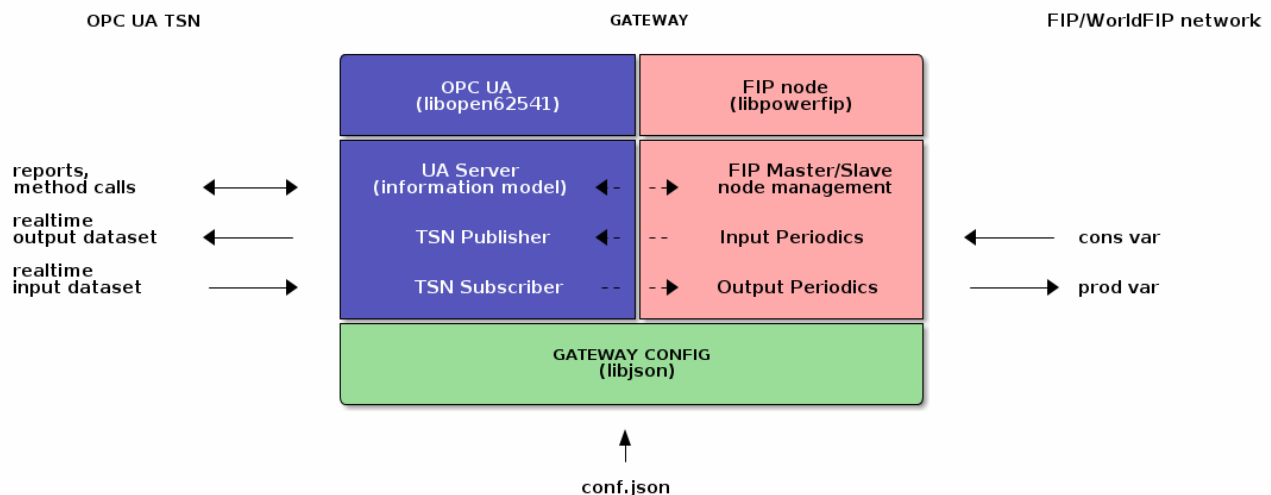 OPC UA TSN
GATEWAY
FIP/WorldFIP network
OPC UA
(libopen62541)
FIP node
(libpowerfip)
reports,
method calls
UA Server
(information model)
FIP Master/Slave
node management
realtime
output dataset
TSN Publisher
Input Periodics
cons var
realtime
input dataset
TSN Subscriber
Output Periodics
prod var
GATEWAY CONFIG
(libjson)
conf.json